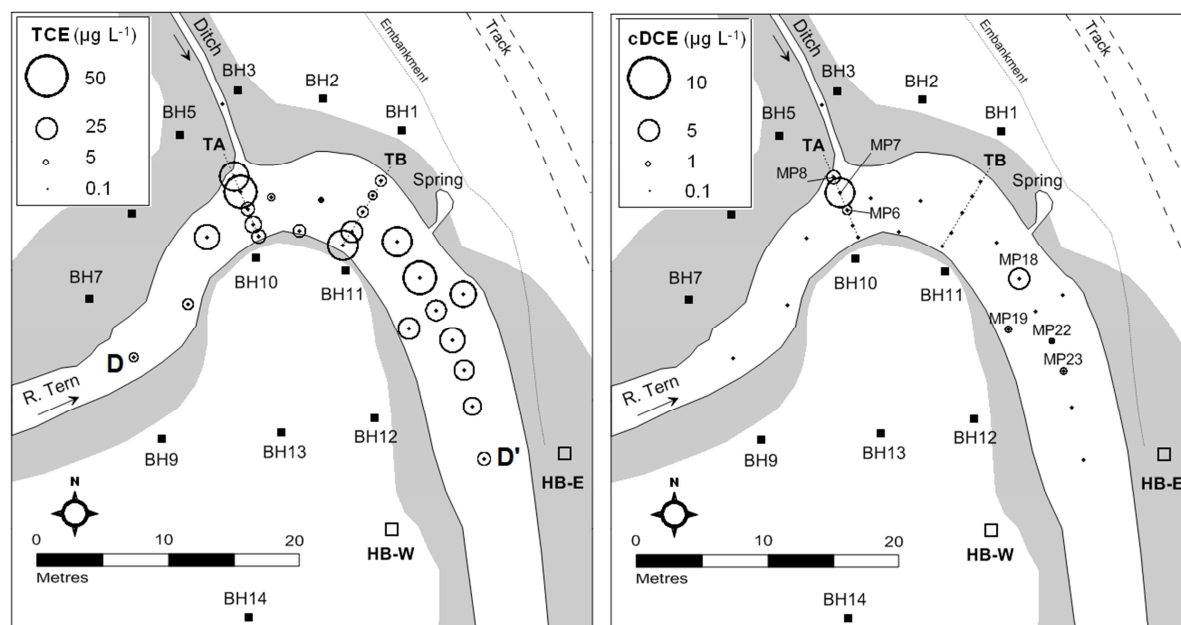 TCE (µg L⁻¹)
50
25
5
0.1
Ditch
Embankment
Track
BH3
BH2
BH5
BH1
TA
TB
Spring
BH7
BH10
BH11
D
R. Tern
BH12
BH9
BH13
D'
HB-E
N
HB-W
0
10
20
Metres
BH14
cDCE (µg L⁻¹)
10
5
1
0.1
Ditch
Embankment
Track
BH3
BH2
BH5
BH1
TA
MP7
TB
MP8
Spring
MP6
MP18
BH7
BH10
BH11
MP19
MP22
MP23
R. Tern
BH12
BH9
BH13
HB-E
N
HB-W
0
10
20
Metres
BH14